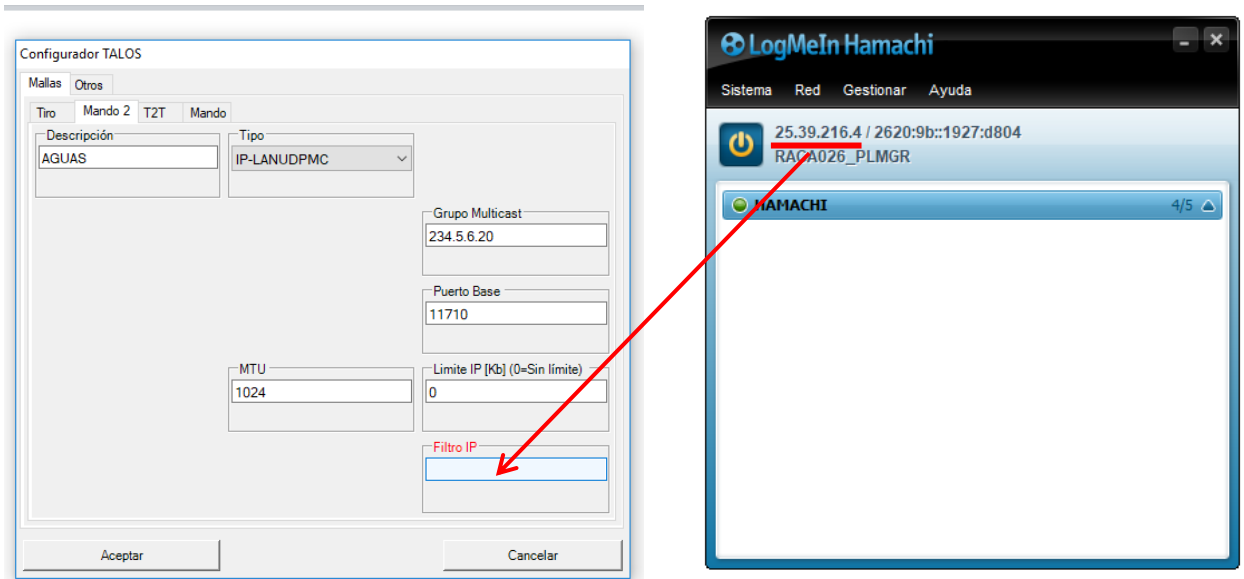 Configurador TALOS
Mallas Otros
Tiro Mando 2 T2T Mando
Descripción Tipo
AGUAS IP-LANUDPMC
Grupo Multicast
234.5.6.20
Puerto Base
11710
MTU Limite IP [Kb] (0=Sin límite)
1024 0
Filtro IP
Aceptar Cancelar
LogMeIn Hamachi
Sistema Red Gestionar Ayuda
25.39.216.4 / 2620:9b::1927:d804
RACA026_PLMGR
HAMACHI 4/5